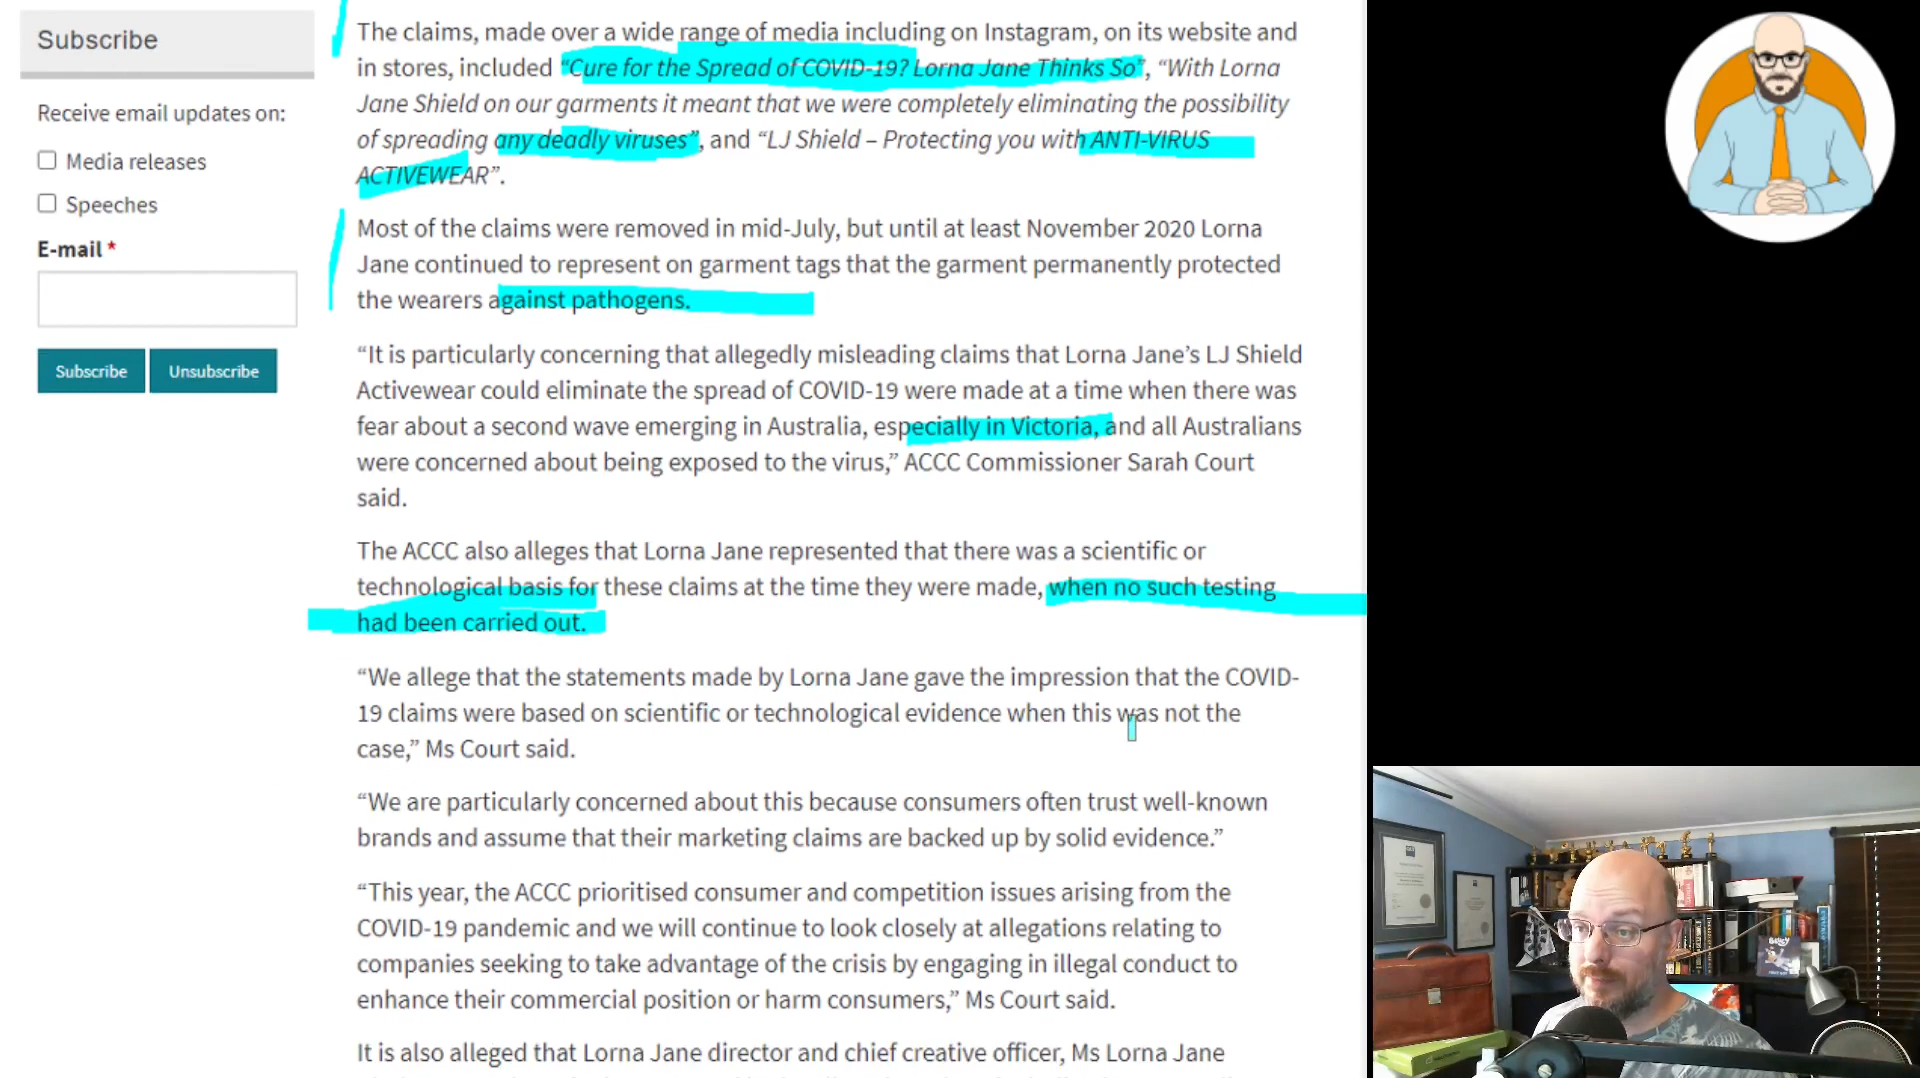 Subscribe
Receive email updates on:
Media releases
Speeches
E-mail *
Subscribe
Unsubscribe
The claims, made over a wide range of media including on Instagram, on its website and
in stores, included “Cure for the Spread of COVID-19? Lorna Jane Thinks So”, “With Lorna
Jane Shield on our garments it meant that we were completely eliminating the possibility
of spreading any deadly viruses”, and “LJ Shield – Protecting you with ANTI-VIRUS
ACTIVEWEAR”.
Most of the claims were removed in mid-July, but until at least November 2020 Lorna
Jane continued to represent on garment tags that the garment permanently protected
the wearers against pathogens.
“It is particularly concerning that allegedly misleading claims that Lorna Jane’s LJ Shield
Activewear could eliminate the spread of COVID-19 were made at a time when there was
fear about a second wave emerging in Australia, especially in Victoria, and all Australians
were concerned about being exposed to the virus,” ACCC Commissioner Sarah Court
said.
The ACCC also alleges that Lorna Jane represented that there was a scientific or
technological basis for these claims at the time they were made, when no such testing
had been carried out.
“We allege that the statements made by Lorna Jane gave the impression that the COVID-
19 claims were based on scientific or technological evidence when this was not the
case,” Ms Court said.
“We are particularly concerned about this because consumers often trust well-known
brands and assume that their marketing claims are backed up by solid evidence.”
“This year, the ACCC prioritised consumer and competition issues arising from the
COVID-19 pandemic and we will continue to look closely at allegations relating to
companies seeking to take advantage of the crisis by engaging in illegal conduct to
enhance their commercial position or harm consumers,” Ms Court said.
It is also alleged that Lorna Jane director and chief creative officer, Ms Lorna Jane